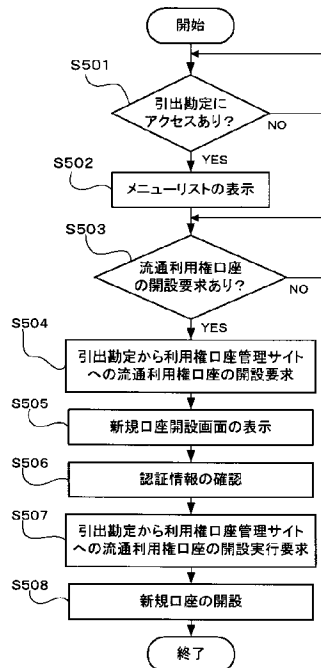 開始
S501
引出勘定に
アクセスあり？
NO
YES
S502
メニューリストの表示
S503
流通利用権口座
の開設要求あり？
NO
YES
S504
引出勘定から利用権口座管理サイト
への流通利用権口座の開設要求
S505
新規口座開設画面の表示
S506
認証情報の確認
S507
引出勘定から利用権口座管理サイト
への流通利用権口座の開設実行要求
S508
新規口座の開設
終了